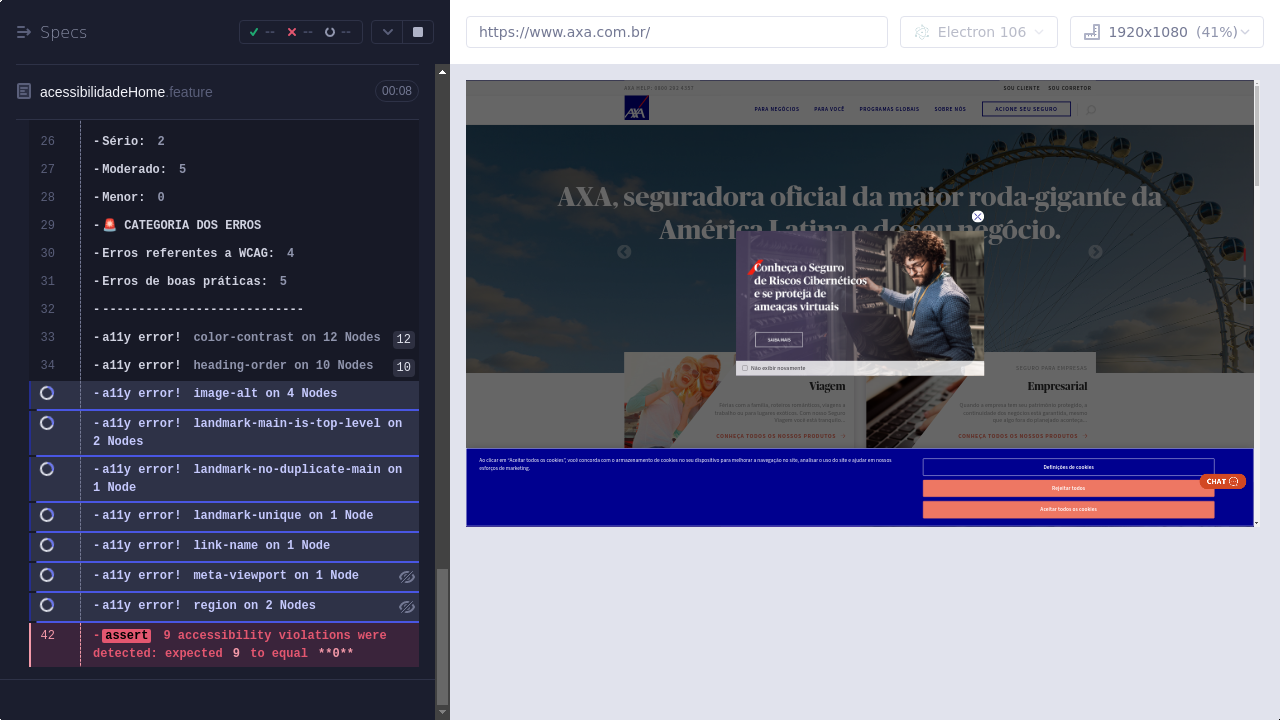 Specs
--
--
--
acessibilidadeHome.feature
00:08
26 - Sério: 2
27 - Moderado: 5
28 - Menor: 0
29 - 🚨 CATEGORIA DOS ERROS
30 - Erros referentes a WCAG: 4
31 - Erros de boas práticas: 5
32 - ----------------------------
33 - a11y error! color-contrast on 12 Nodes 12
34 - a11y error! heading-order on 10 Nodes 10
- a11y error! image-alt on 4 Nodes
- a11y error! landmark-main-is-top-level on
2 Nodes
- a11y error! landmark-no-duplicate-main on
1 Node
- a11y error! landmark-unique on 1 Node
- a11y error! link-name on 1 Node
- a11y error! meta-viewport on 1 Node
- a11y error! region on 2 Nodes
42 - assert 9 accessibility violations were
detected: expected 9 to equal **0**
https://www.axa.com.br/
Electron 106
1920x1080 (41%)
SOU CLIENTE SOU CORRETOR
AXA
PARA NEGÓCIOS PARA VOCÊ PROGRAMAS GLOBAIS SOBRE NÓS ACIONE SEU SEGURO
AXA, seguradora oficial da maior roda-gigante da
América Latina e do seu negócio.
Conheça o Seguro
de Riscos Cibernéticos
e se proteja de
ameaças virtuais
SAIBA MAIS
Não exibir novamente
Viagem
SEGURO PARA EMPRESAS
Empresarial
CONHEÇA TODOS OS NOSSOS PRODUTOS
CONHEÇA TODOS OS NOSSOS PRODUTOS
Ao clicar em "Aceitar todos os cookies", você concorda com o armazenamento de cookies no seu dispositivo para melhorar a navegação no site, analisar o uso do site e ajudar em nossos
esforços de marketing.
Definições de cookies
Rejeitar todos
Aceitar todos os cookies
CHAT